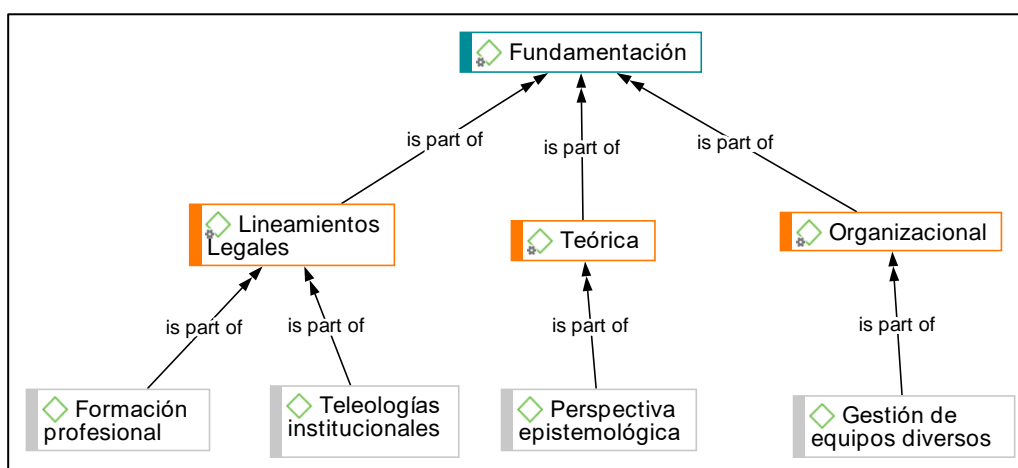 Fundamentación
is part of
is part of
is part of
Lineamientos
Legales
Teórica
Organizacional
is part of
is part of
is part of
is part of
Formación
profesional
Teleologías
institucionales
Perspectiva
epistemológica
Gestión de
equipos diversos